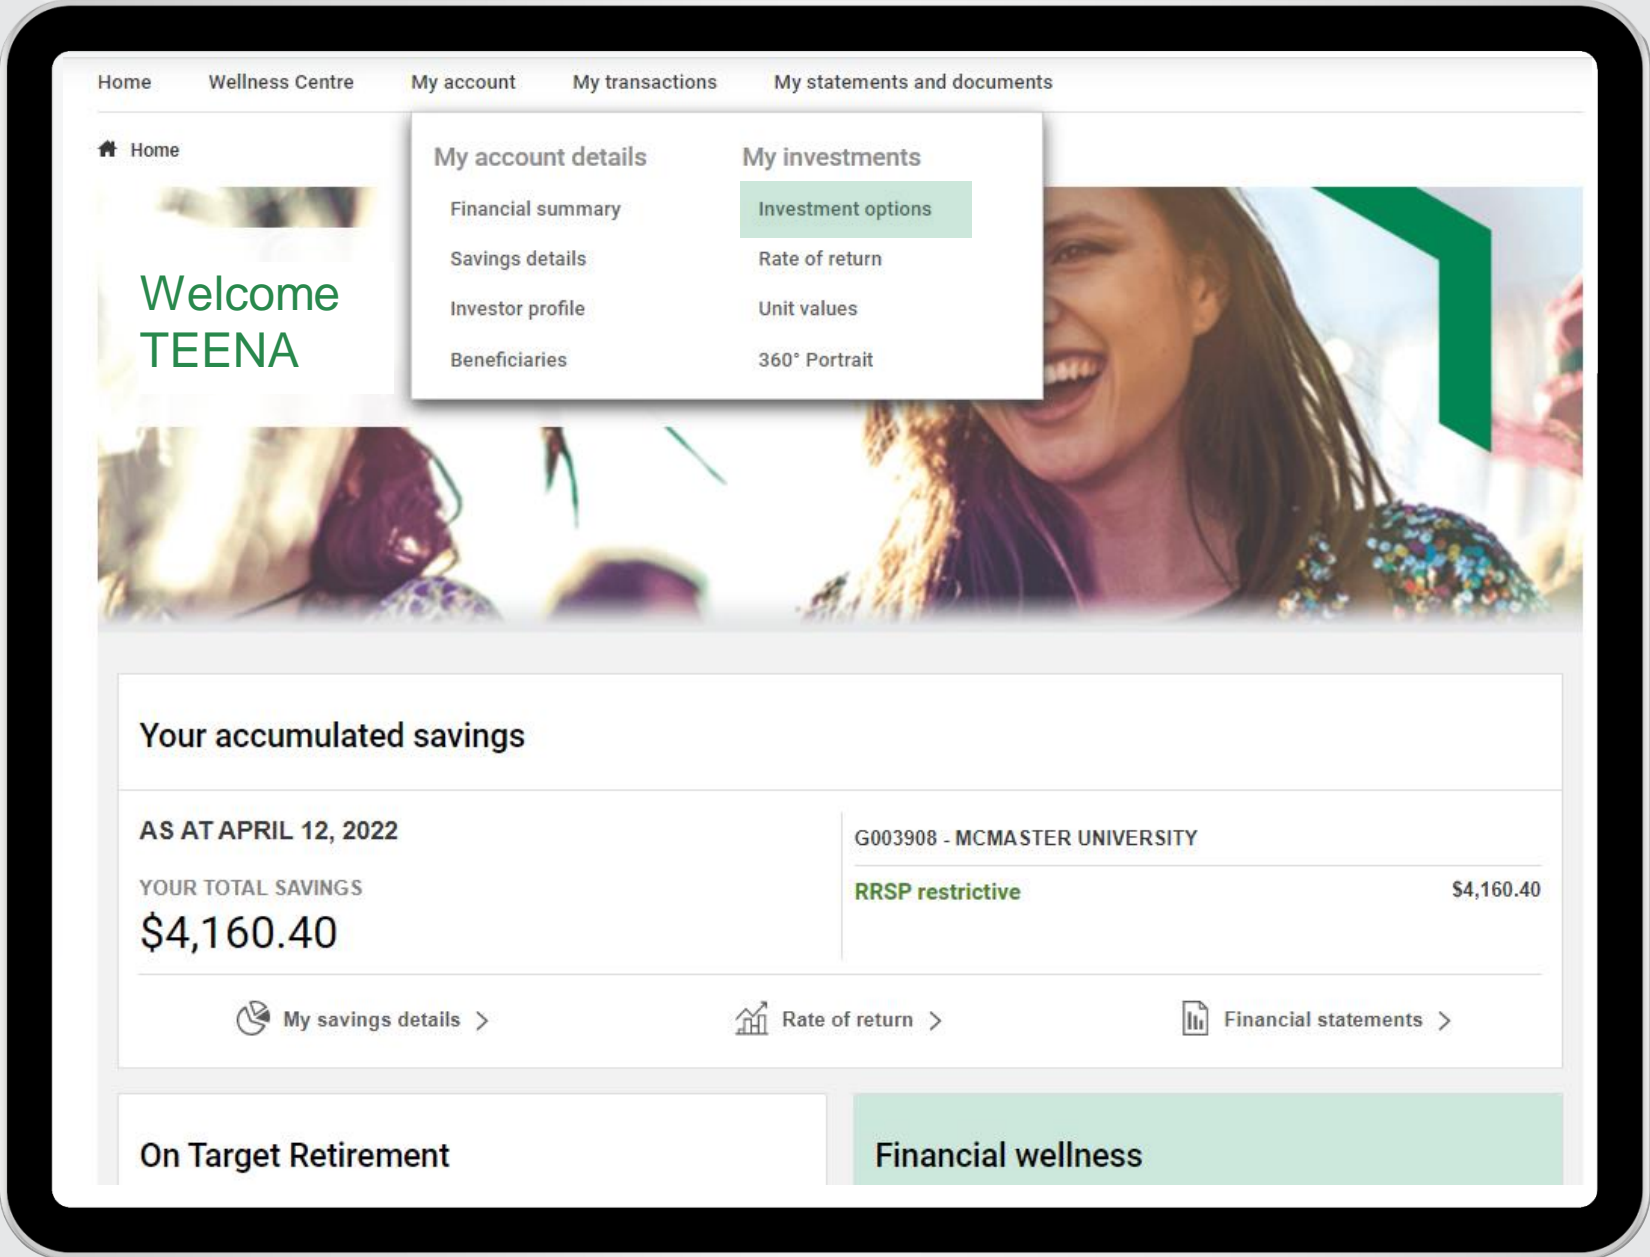 Home Wellness Centre My account My transactions My statements and documents
Home
My account details
Financial summary
Savings details
Investor profile
Beneficiaries
My investments
Investment options
Rate of return
Unit values
360° Portrait
Welcome
TEENA
Your accumulated savings
AS AT APRIL 12, 2022
YOUR TOTAL SAVINGS
$4,160.40
G003908 - MCMASTER UNIVERSITY
RRSP restrictive $4,160.40
My savings details
Rate of return
Financial statements
On Target Retirement
Financial wellness